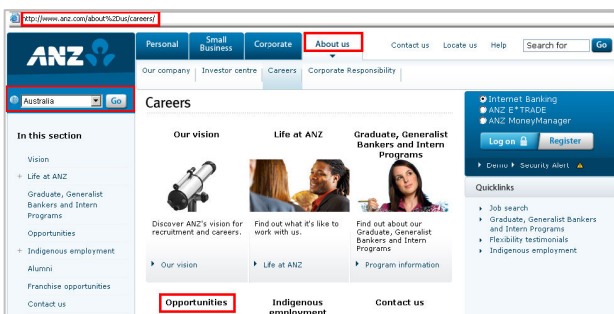 http://www.anz.com/about%2Dus/careers/
ANZ
Personal
Small Business
Corporate
About us
Contact us
Locate us
Help
Search for
Go
Our company
Investor centre
Careers
Corporate Responsibility
Australia
Go
In this section
Vision
+ Life at ANZ
Graduate, Generalist
Bankers and Intern
Programs
Opportunities
+ Indigenous employment
Alumni
Franchise opportunities
Contact us
Careers
Our vision
Discover ANZ's vision for
recruitment and careers.
Our vision
Life at ANZ
Find out what it's like to
work with us.
Life at ANZ
Graduate, Generalist
Bankers and Intern
Programs
Find out about our
Graduate, Generalist
Bankers and Intern
Programs
Program information
Opportunities
Indigenous
employment
Contact us
Internet Banking
ANZ E*TRADE
ANZ MoneyManager
Log on
Register
Demo
Security Alert
Quicklinks
Job search
Graduate, Generalist Bankers
and Intern Programs
Flexibility testimonials
Indigenous employment